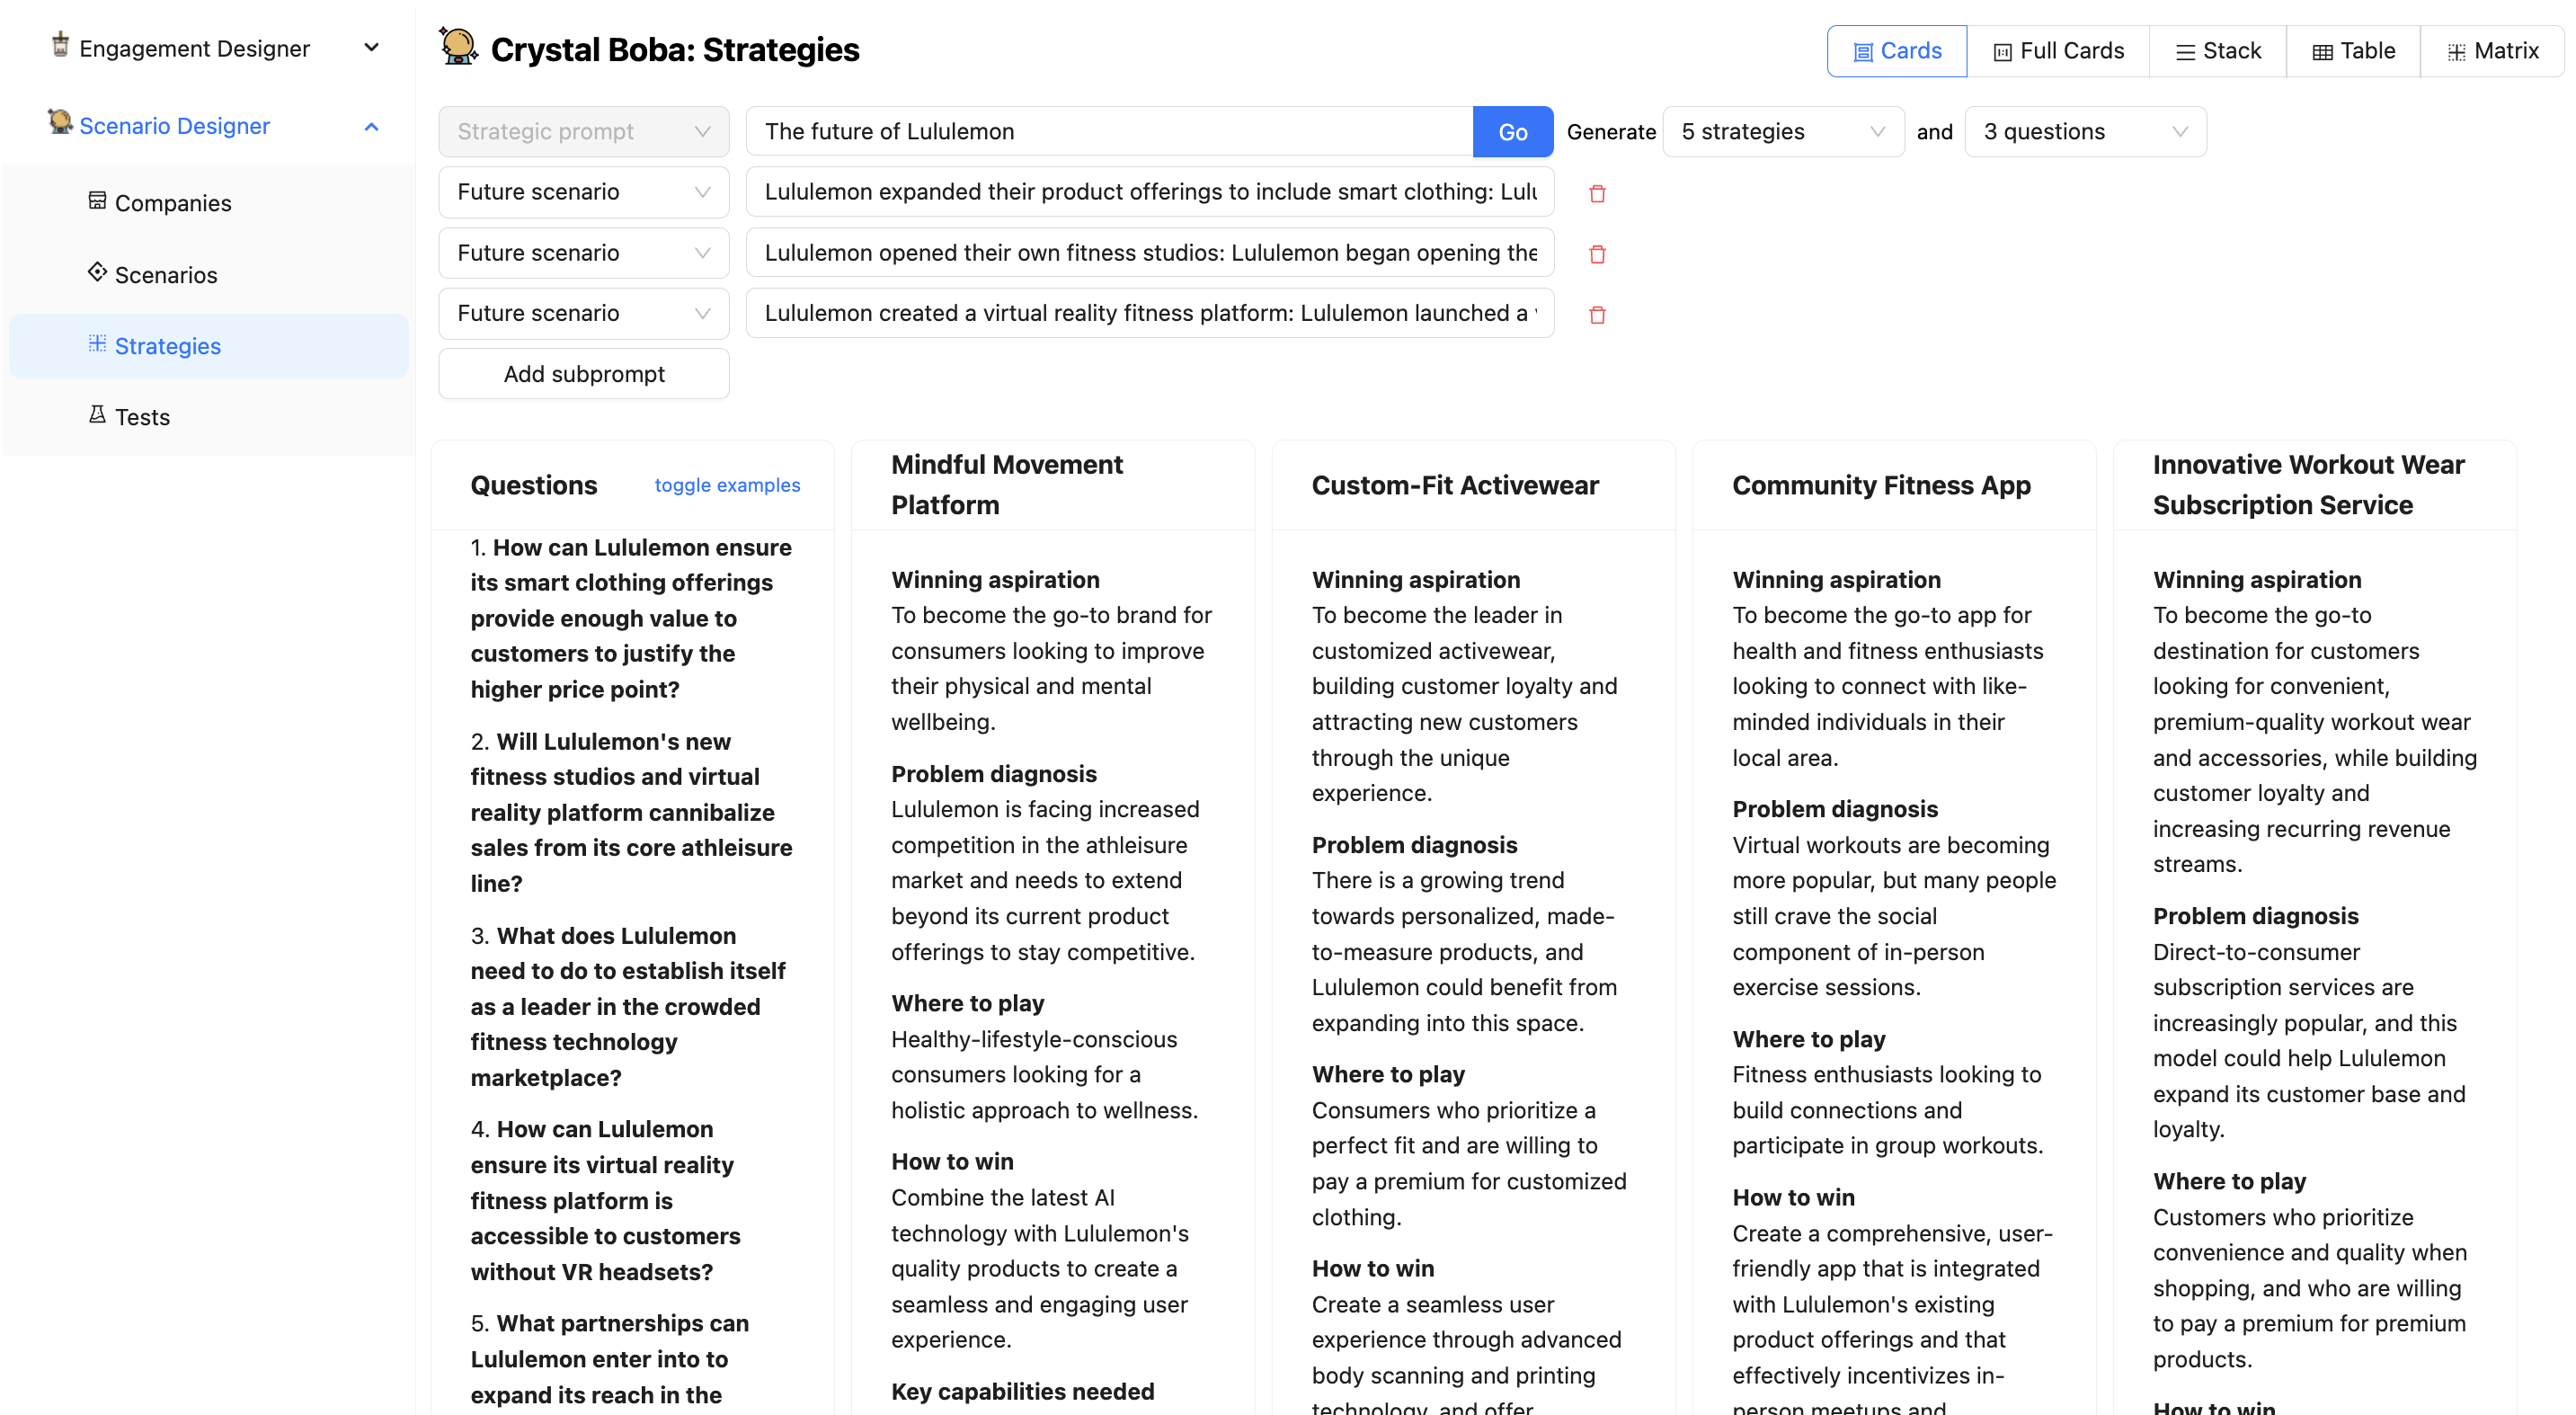 Engagement Designer
Scenario Designer
Companies
Scenarios
Strategies
Tests
Crystal Boba: Strategies
Cards
Full Cards
Stack
Table
Matrix
Strategic prompt
The future of Lululemon
Go
Generate
5 strategies
and
3 questions
Future scenario
Lululemon expanded their product offerings to include smart clothing:
Future scenario
Lululemon opened their own fitness studios: Lululemon began opening the
Future scenario
Lululemon created a virtual reality fitness platform: Lululemon launched a
Add subprompt
Questions
toggle examples
1. How can Lululemon ensure
its smart clothing offerings
provide enough value to
customers to justify the
higher price point?
2. Will Lululemon's new
fitness studios and virtual
reality platform cannibalize
sales from its core athleisure
line?
3. What does Lululemon
need to do to establish itself
as a leader in the crowded
fitness technology
marketplace?
4. How can Lululemon
ensure its virtual reality
fitness platform is
accessible to customers
without VR headsets?
5. What partnerships can
Lululemon enter into to
expand its reach in the
Mindful Movement
Platform
Winning aspiration
To become the go-to brand for
consumers looking to improve
their physical and mental
wellbeing.
Problem diagnosis
Lululemon is facing increased
competition in the athleisure
market and needs to extend
beyond its current product
offerings to stay competitive.
Where to play
Healthy-lifestyle-conscious
consumers looking for a
holistic approach to wellness.
How to win
Combine the latest AI
technology with Lululemon's
quality products to create a
seamless and engaging user
experience.
Key capabilities needed
Custom-Fit Activewear
Winning aspiration
To become the leader in
customized activewear,
building customer loyalty and
attracting new customers
through the unique
experience.
Problem diagnosis
There is a growing trend
towards personalized, made-
to-measure products, and
Lululemon could benefit from
expanding into this space.
Where to play
Consumers who prioritize a
perfect fit and are willing to
pay a premium for customized
clothing.
How to win
Create a seamless user
experience through advanced
body scanning and printing
technology, and offer
Community Fitness App
Winning aspiration
To become the go-to app for
health and fitness enthusiasts
looking to connect with like-
minded individuals in their
local area.
Problem diagnosis
Virtual workouts are becoming
more popular, but many people
still crave the social
component of in-person
exercise sessions.
Where to play
Fitness enthusiasts looking to
build connections and
participate in group workouts.
How to win
Create a comprehensive, user-
friendly app that is integrated
with Lululemon's existing
product offerings and that
effectively incentivizes in-
person meetups and
Innovative Workout Wear
Subscription Service
Winning aspiration
To become the go-to
destination for customers
looking for convenient,
premium-quality workout wear
and accessories, while building
customer loyalty and
increasing recurring revenue
streams.
Problem diagnosis
Direct-to-consumer
subscription services are
increasingly popular, and this
model could help Lululemon
expand its customer base and
loyalty.
Where to play
Customers who prioritize
convenience and quality when
shopping, and who are willing
to pay a premium for premium
products.
How to win